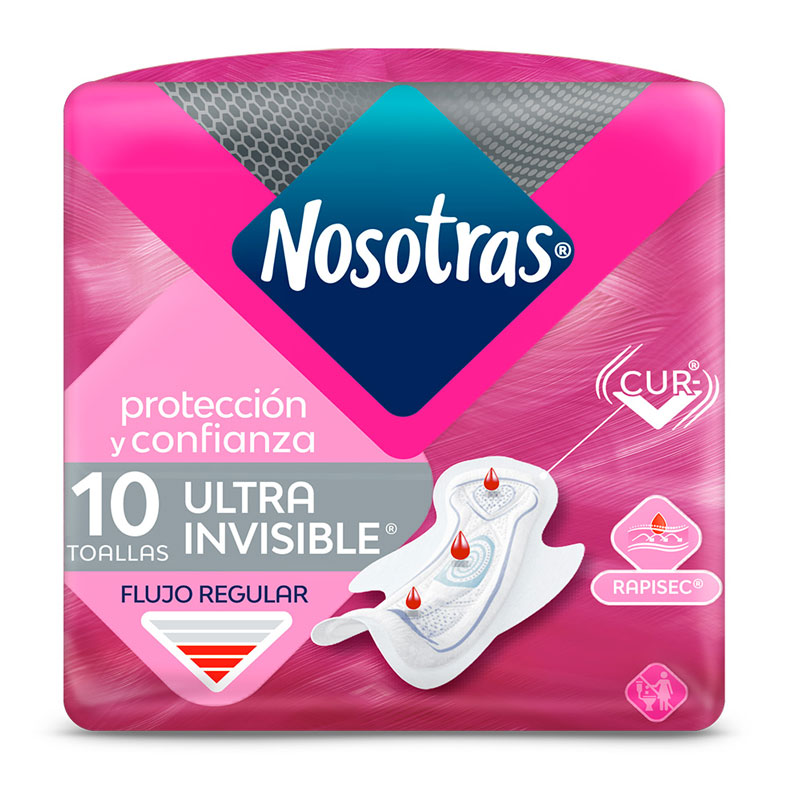 Nosotras®
protección
y confianza
10
TOALLAS
ULTRA
INVISIBLE®
FLUJO REGULAR
CUR-V®
RAPISEC®